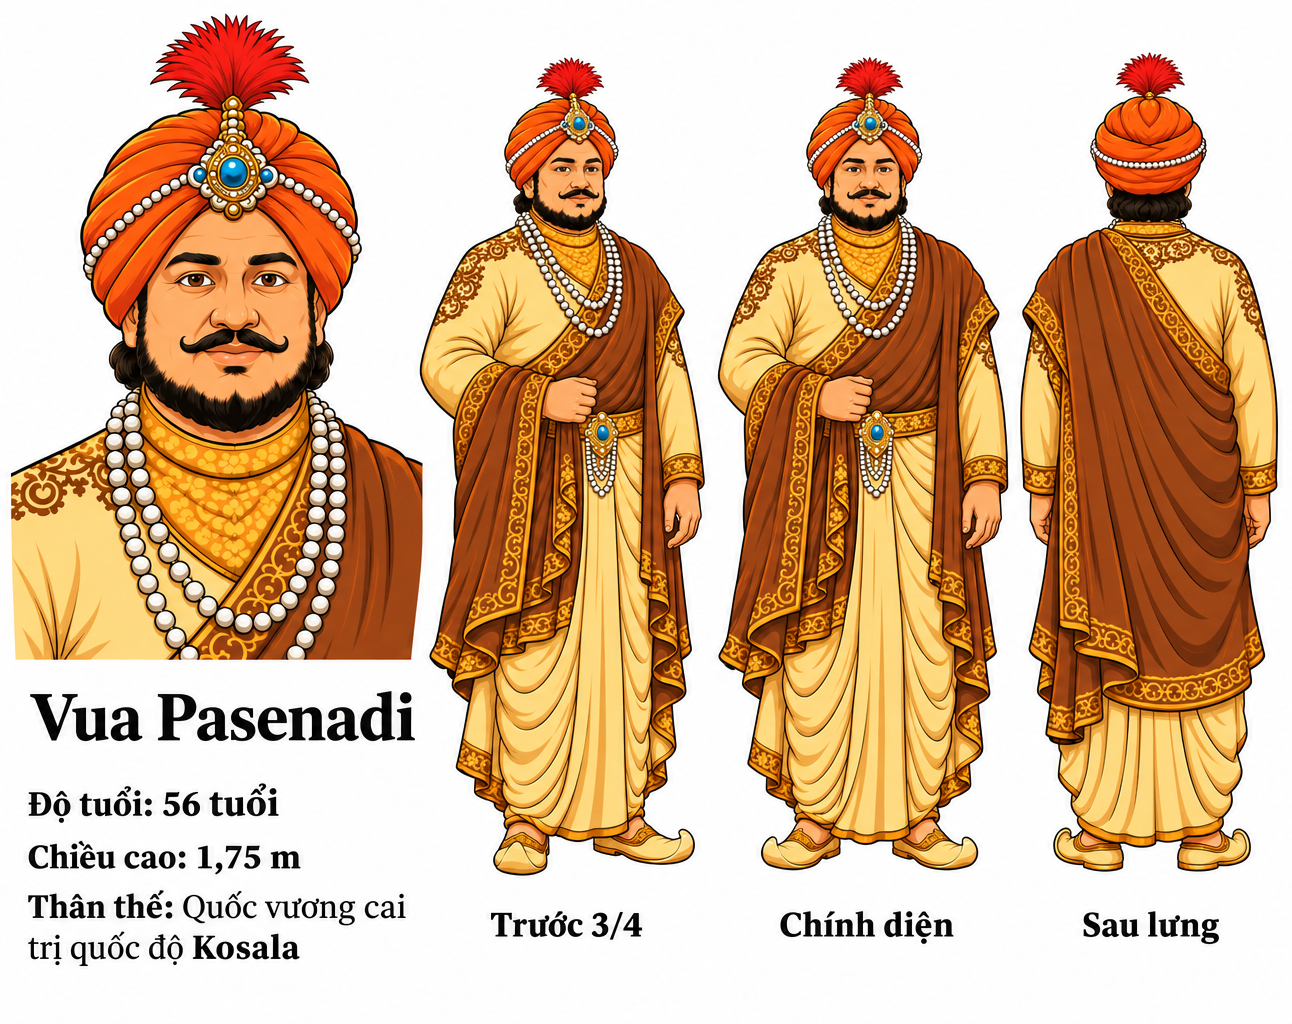 Vua Pasenadi
Độ tuổi: 56 tuổi
Chiều cao: 1,75 m
Thân thế: Quốc vương cai
trị quốc độ Kosala
Trước 3/4
Chính diện
Sau lưng